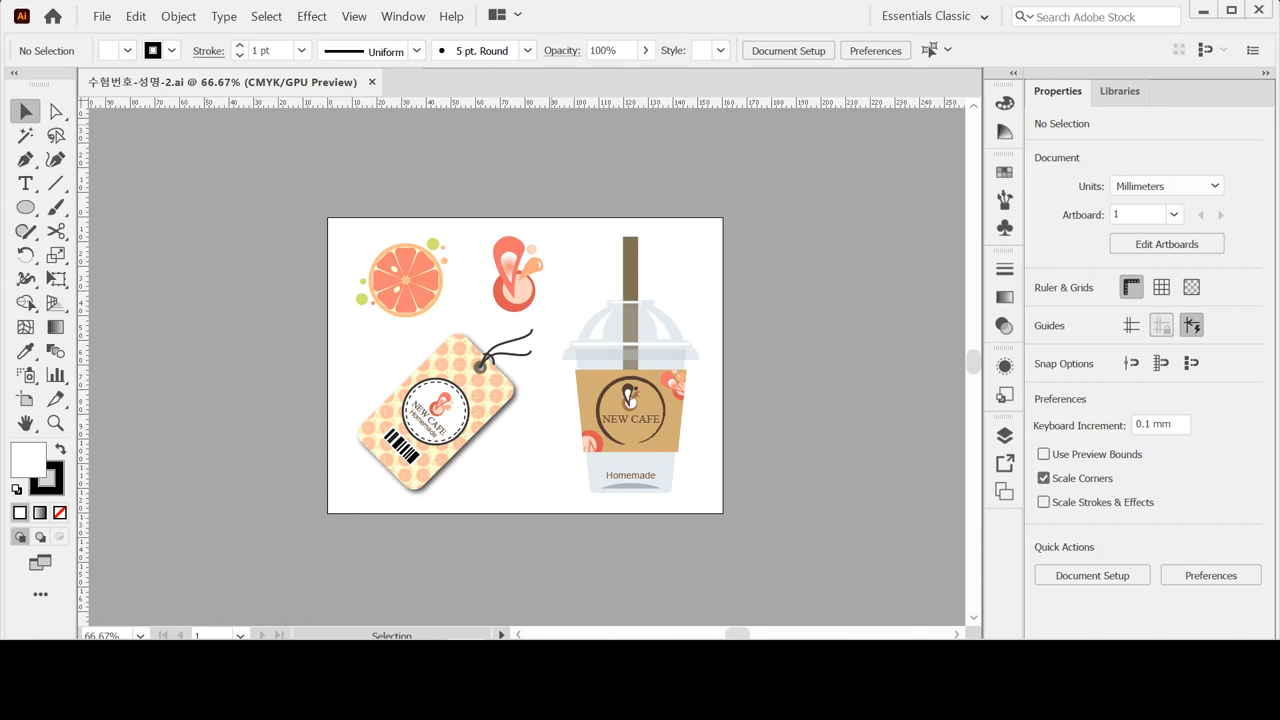 Ai File Edit Object Type Select Effect View Window Help Essentials Classic Search Adobe Stock
No Selection Stroke: 1 pt Uniform 5 pt. Round Opacity: 100% Style: Document Setup Preferences
수험번호-성명-2.ai @ 66.67% (CMYK/GPU Preview)
Properties Libraries
No Selection
Document
Units: Millimeters
Artboard: 1
Edit Artboards
Ruler & Grids
Guides
Snap Options
Preferences
Keyboard Increment: 0.1 mm
Use Preview Bounds
Scale Corners
Scale Strokes & Effects
Quick Actions
Document Setup Preferences
NEW CAFE
Homemade
NEW CAFE
Homemade
66.67% 1 Selection